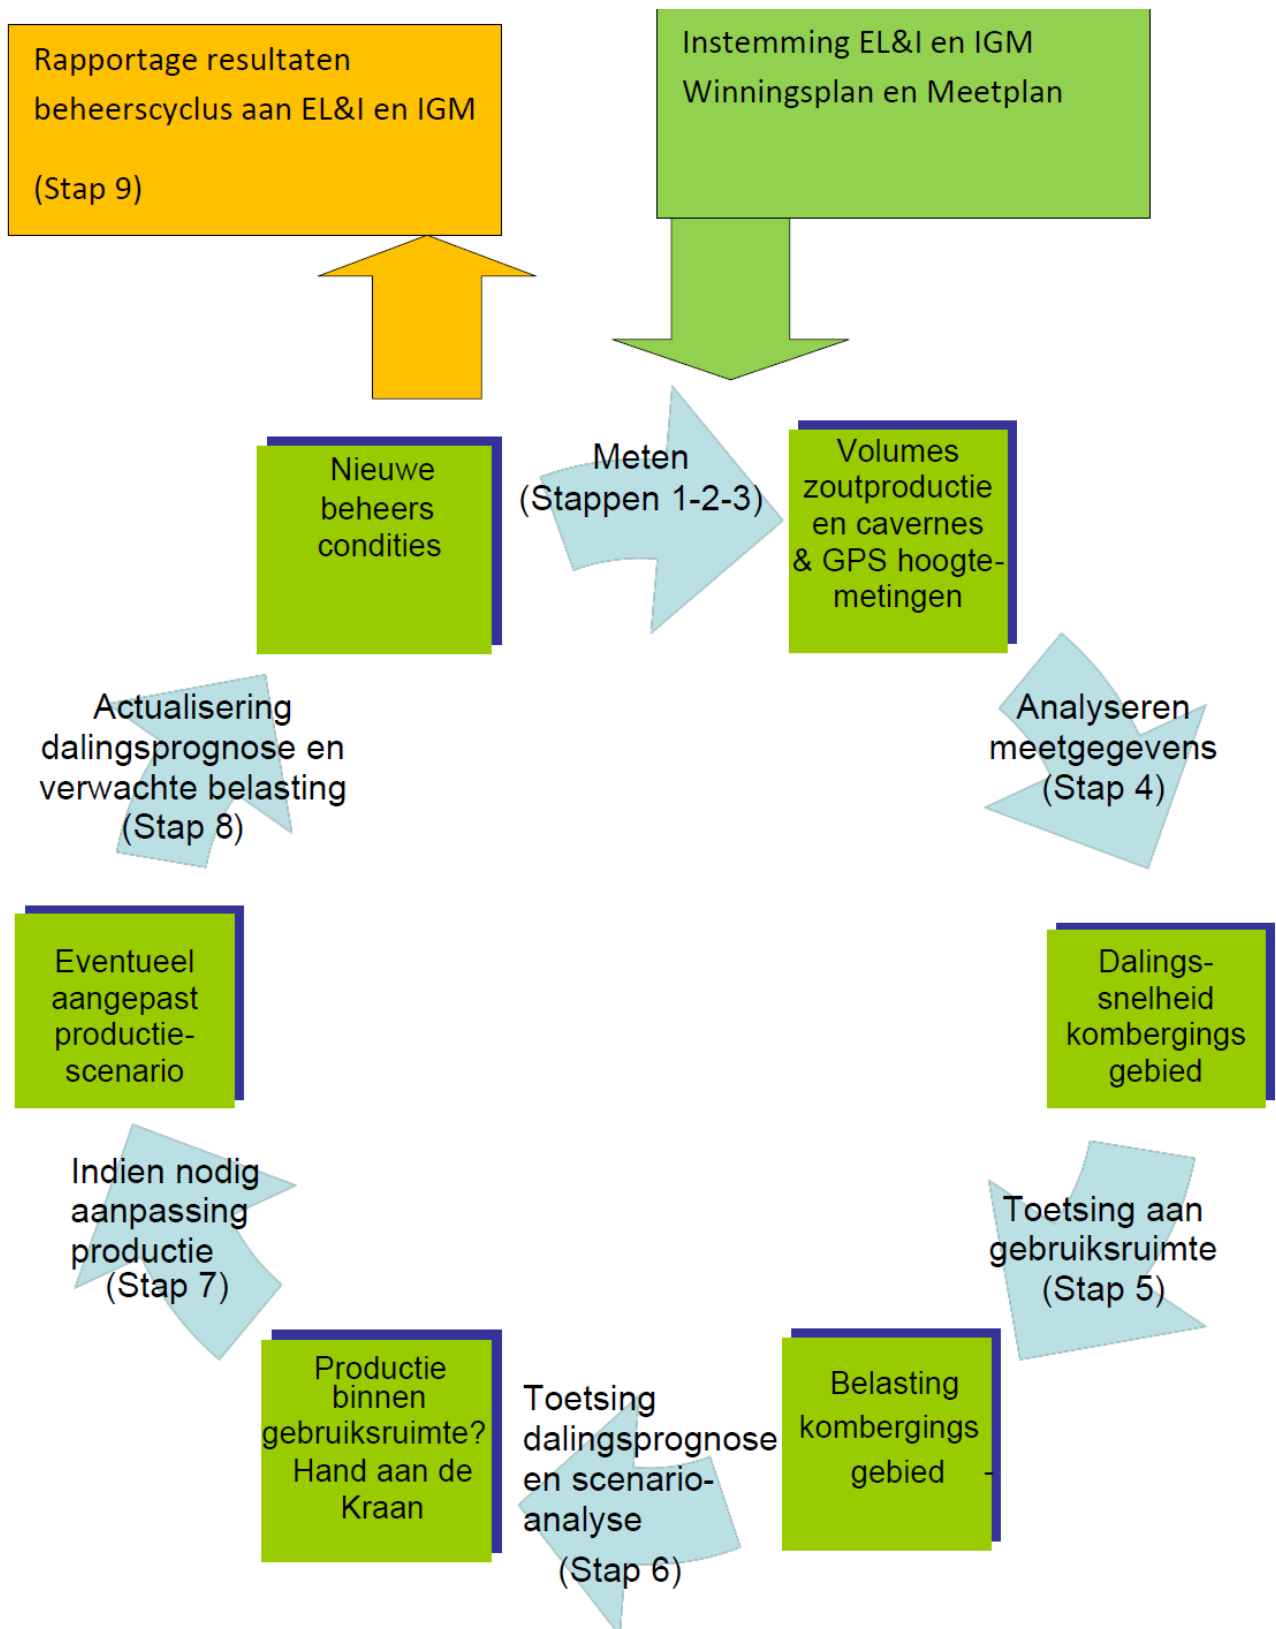 Rapportage resultaten
beheerscyclus aan EL&I en IGM
(Stap 9)
Instemming EL&I en IGM
Winningsplan en Meetplan
Nieuwe
beheers
condities
Meten
(Stappen 1-2-3)
Volumes
zoutproductie
en cavernes
& GPS hoogte-
metingen
Analyseren
meetgegevens
(Stap 4)
Dalings-
snelheid
kombergings
gebied
Toetsing aan
gebruiksruimte
(Stap 5)
Belasting
kombergings
gebied -
Toetsing
dalingsprognose
en scenario-
analyse
(Stap 6)
Productie
binnen
gebruiksruimte?
Hand aan de
Kraan
Indien nodig
aanpassing
productie
(Stap 7)
Eventueel
aangepast
productie-
scenario
Actualisering
dalingsprognose en
verwachte belasting
(Stap 8)